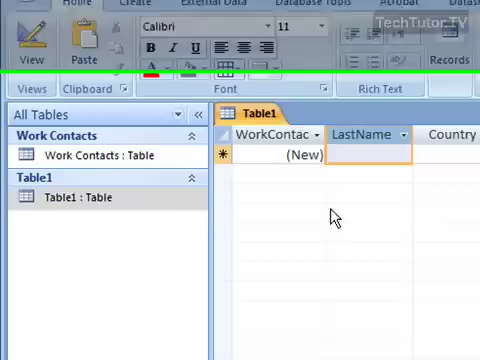 Home Create External Data Database Tools Acrobat
TechTutor.TV
Calibri 11
View Paste B I U Records
A
Views Clipboard Font Rich Text
All Tables
Table1
Work Contacts
WorkContac LastName Country
Work Contacts : Table
(New)
Table1
Table1 : Table